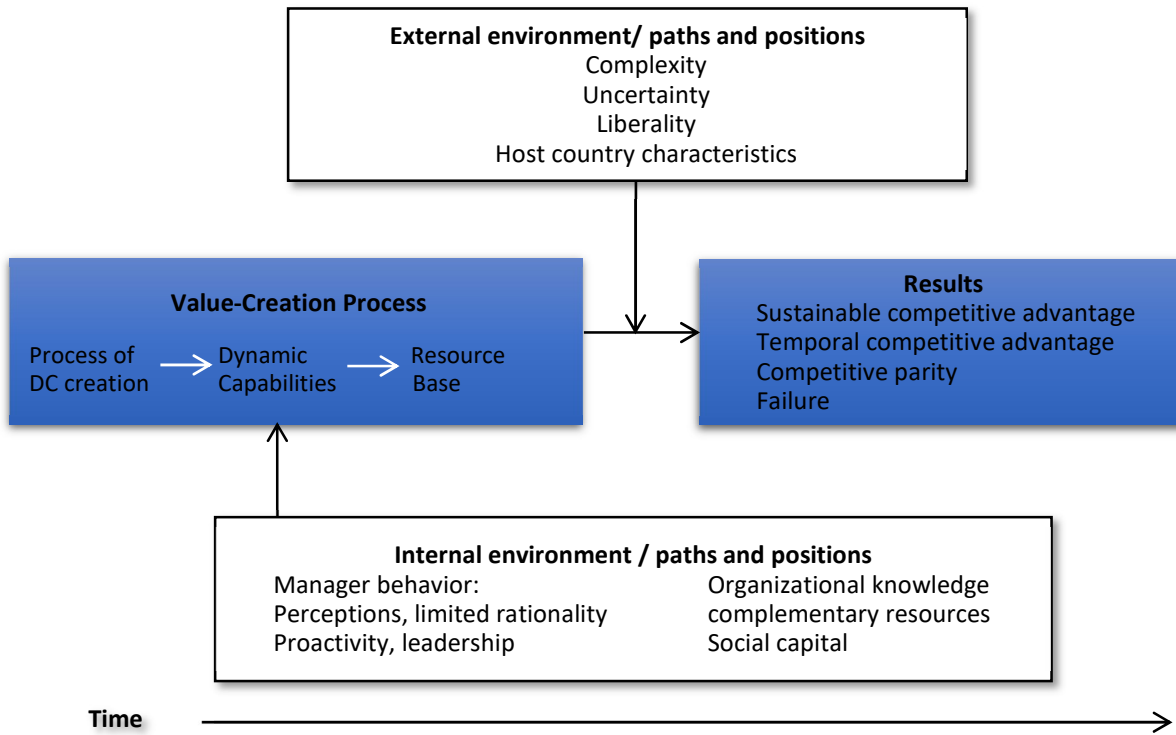 External environment/ paths and positions
Complexity
Uncertainty
Liberality
Host country characteristics
Value-Creation Process
Process of
DC creation
Dynamic
Capabilities
Resource
Base
Results
Sustainable competitive advantage
Temporal competitive advantage
Competitive parity
Failure
Internal environment / paths and positions
Manager behavior:
Perceptions, limited rationality
Proactivity, leadership
Organizational knowledge
complementary resources
Social capital
Time